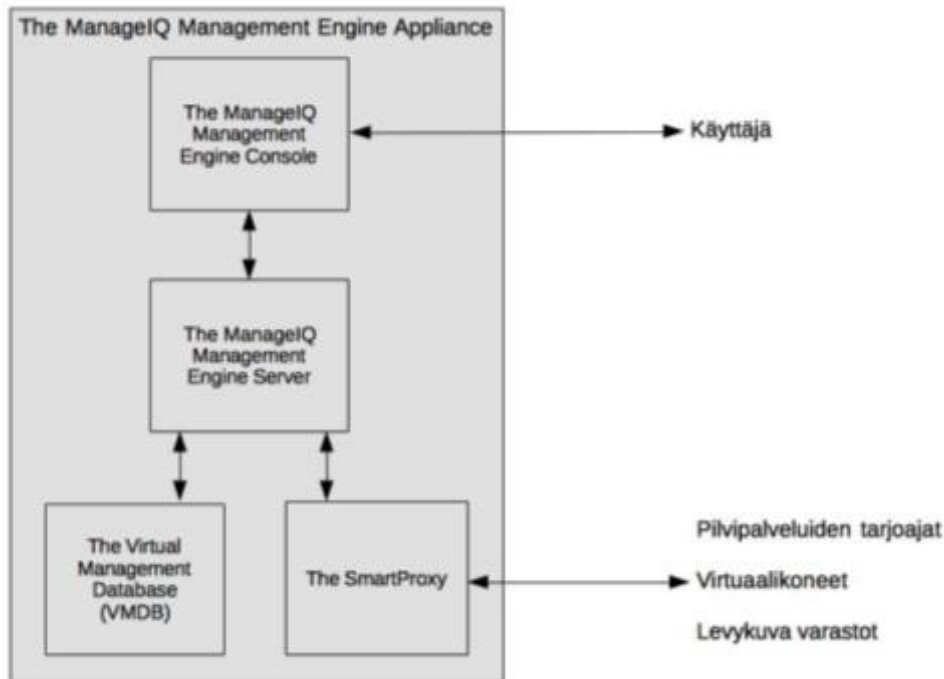 The ManageIQ Management Engine Appliance
The ManageIQ
Management
Engine Console
Käyttäjä
The ManageIQ
Management
Engine Server
The Virtual
Management
Database
(VMDB)
The SmartProxy
Pilvipalveluiden tarjoajat
Virtuaalikoneet
Levykuva varastot